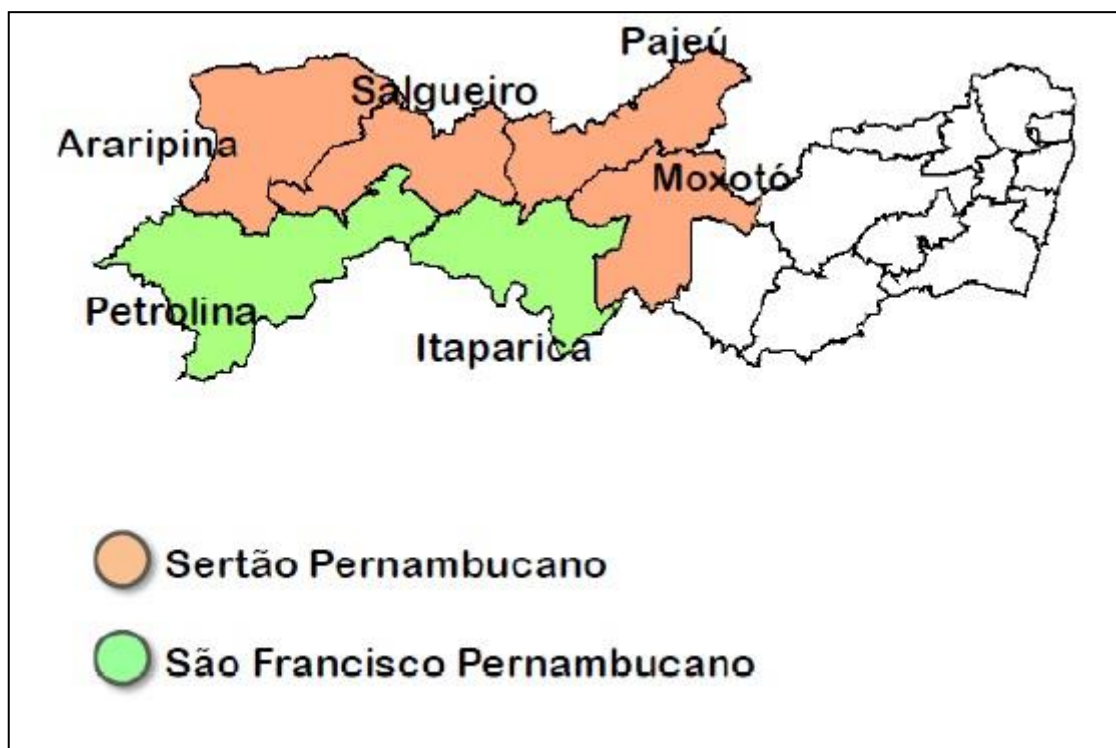 Pajeú
Salgueiro
Araripina
Moxotó
Petrolina
Itaparica
Sertão Pernambucano
São Francisco Pernambucano